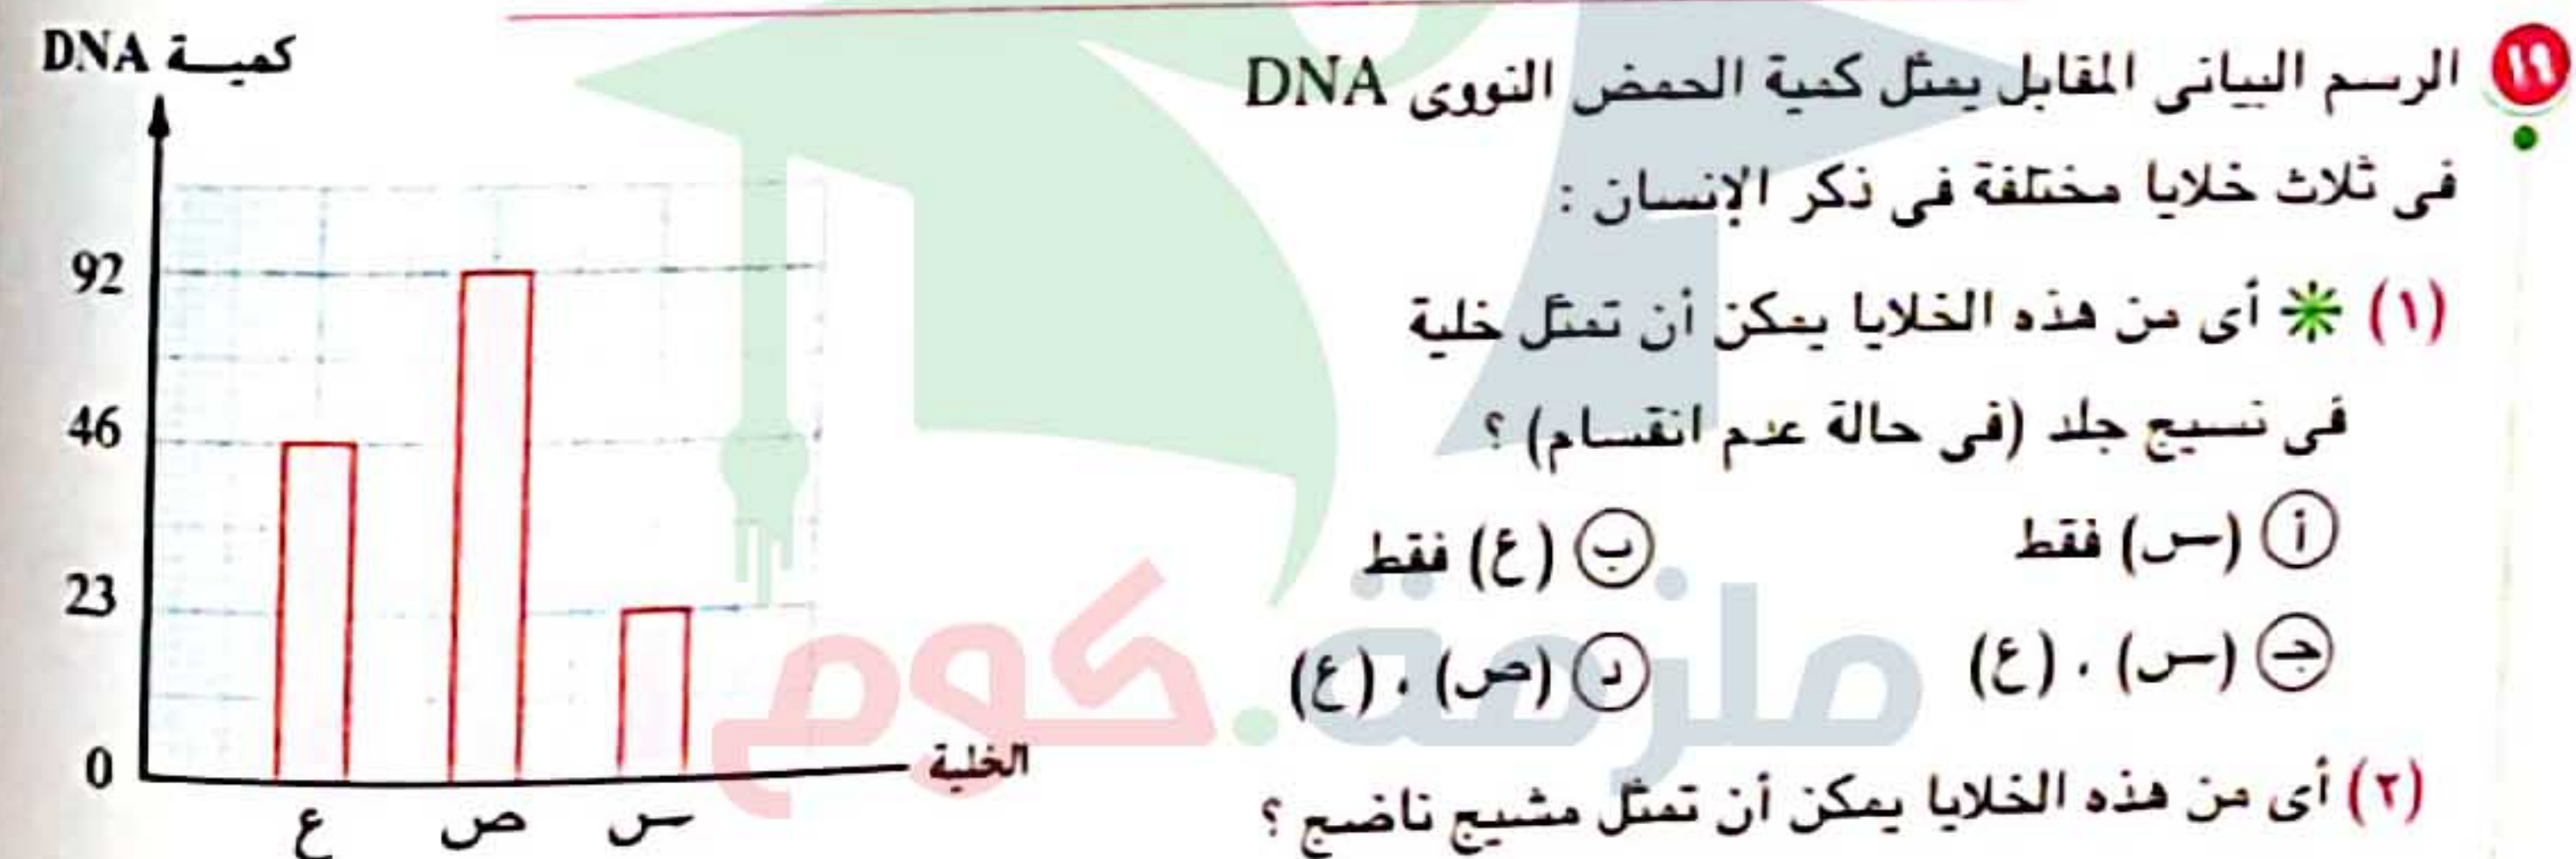 ١٩ الرسم البيانى المقابل يمثل كمية الحمض النووى DNA
فى ثلاث خلايا مختلفة فى ذكر الإنسان :
(١) أى من هذه الخلايا يمكن أن تمثل خلية
فى نسيج جلد (فى حالة عدم انقسام) ؟
أ (س) فقط
ب (ع) فقط
جـ (س) ، (ع)
د (ص) ، (ع)
(٢) أى من هذه الخلايا يمكن أن تمثل مشيج ناضج ؟
كمية DNA
92
46
23
0
ع ص س
الخلية
ملزمة.كوم